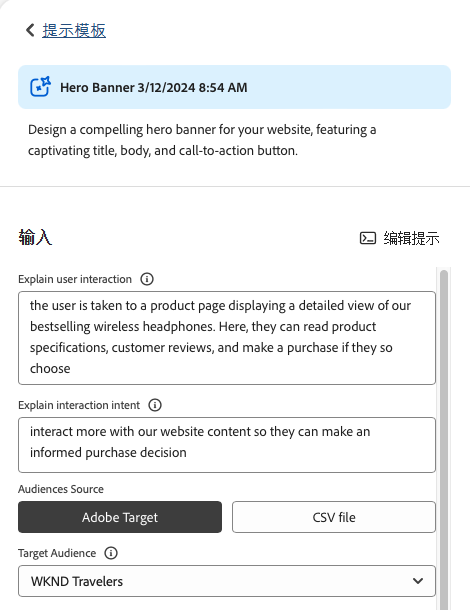 提示模板
Hero Banner 3/12/2024 8:54 AM
Design a compelling hero banner for your website, featuring a
captivating title, body, and call-to-action button.
输入
编辑提示
Explain user interaction
the user is taken to a product page displaying a detailed view of our
bestselling wireless headphones. Here, they can read product
specifications, customer reviews, and make a purchase if they so
choose
Explain interaction intent
interact more with our website content so they can make an
informed purchase decision
Audiences Source
Adobe Target
CSV file
Target Audience
WKND Travelers